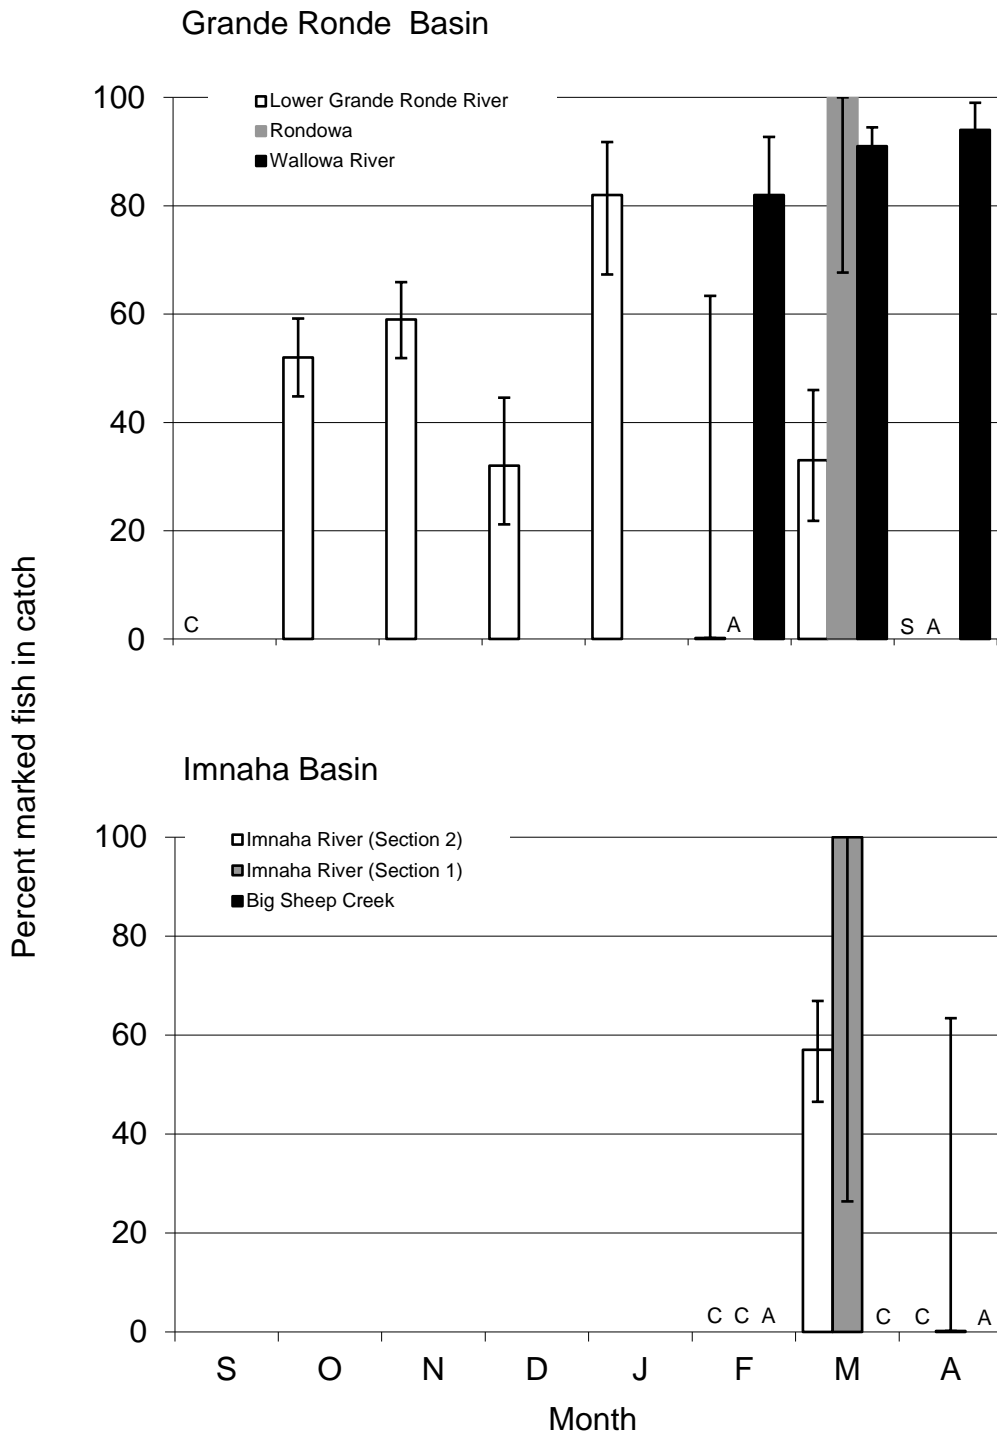 Grande Ronde  Basin
100
80
60
40
20
0
Lower Grande Ronde River
Rondowa
Wallowa River
C
A
S A
Percent marked fish in catch
Imnaha Basin
100
80
60
40
20
0
Imnaha River (Section 2)
Imnaha River (Section 1)
Big Sheep Creek
C C A
C
C
A
S O N D J F M A
Month